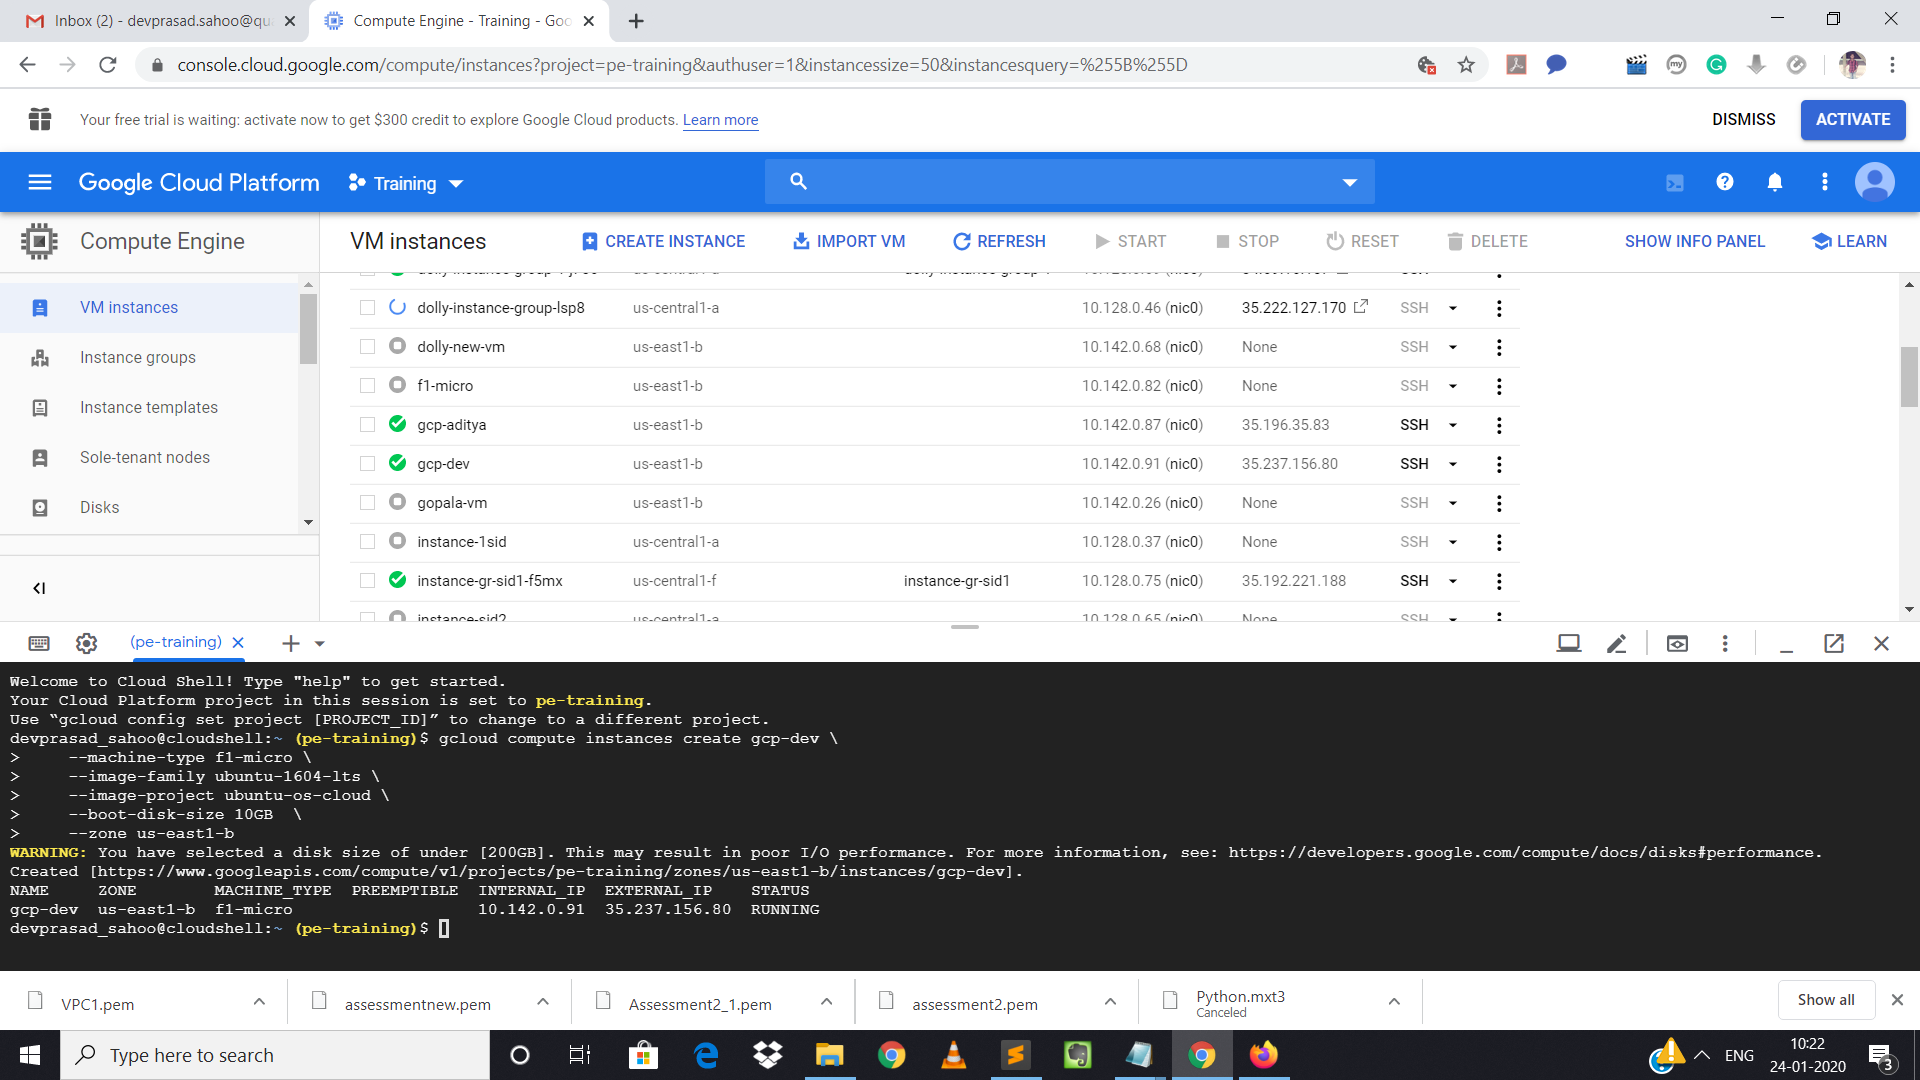 Inbox (2) - devprasad.sahoo@qu
Compute Engine - Training - Goo
console.cloud.google.com/compute/instances?project=pe-training&authuser=1&instancessize=50&instancesquery=%255B%255D
Your free trial is waiting: activate now to get $300 credit to explore Google Cloud products. Learn more
DISMISS
ACTIVATE
Google Cloud Platform
Training
Compute Engine
VM instances
CREATE INSTANCE
IMPORT VM
REFRESH
START
STOP
RESET
DELETE
SHOW INFO PANEL
LEARN
VM instances
Instance groups
Instance templates
Sole-tenant nodes
Disks
dolly-instance-group-lsp8 us-central1-a 10.128.0.46 (nic0) 35.222.127.170 SSH
dolly-new-vm us-east1-b 10.142.0.68 (nic0) None SSH
f1-micro us-east1-b 10.142.0.82 (nic0) None SSH
gcp-aditya us-east1-b 10.142.0.87 (nic0) 35.196.35.83 SSH
gcp-dev us-east1-b 10.142.0.91 (nic0) 35.237.156.80 SSH
gopala-vm us-east1-b 10.142.0.26 (nic0) None SSH
instance-1sid us-central1-a 10.128.0.37 (nic0) None SSH
instance-gr-sid1-f5mx us-central1-f instance-gr-sid1 10.128.0.75 (nic0) 35.192.221.188 SSH
instance-sid2 us-central1-a 10.128.0.65 (nic0) None SSH
(pe-training)
Welcome to Cloud Shell! Type "help" to get started.
Your Cloud Platform project in this session is set to pe-training.
Use “gcloud config set project [PROJECT_ID]” to change to a different project.
devprasad_sahoo@cloudshell:~ (pe-training)$ gcloud compute instances create gcp-dev \
> --machine-type f1-micro \
> --image-family ubuntu-1604-lts \
> --image-project ubuntu-os-cloud \
> --boot-disk-size 10GB \
> --zone us-east1-b
WARNING: You have selected a disk size of under [200GB]. This may result in poor I/O performance. For more information, see: https://developers.google.com/compute/docs/disks#performance.
Created [https://www.googleapis.com/compute/v1/projects/pe-training/zones/us-east1-b/instances/gcp-dev].
NAME ZONE MACHINE_TYPE PREEMPTIBLE INTERNAL_IP EXTERNAL_IP STATUS
gcp-dev us-east1-b f1-micro 10.142.0.91 35.237.156.80 RUNNING
devprasad_sahoo@cloudshell:~ (pe-training)$
VPC1.pem
assessmentnew.pem
Assessment2_1.pem
assessment2.pem
Python.mxt3
Canceled
Show all
Type here to search
ENG
10:22
24-01-2020
3